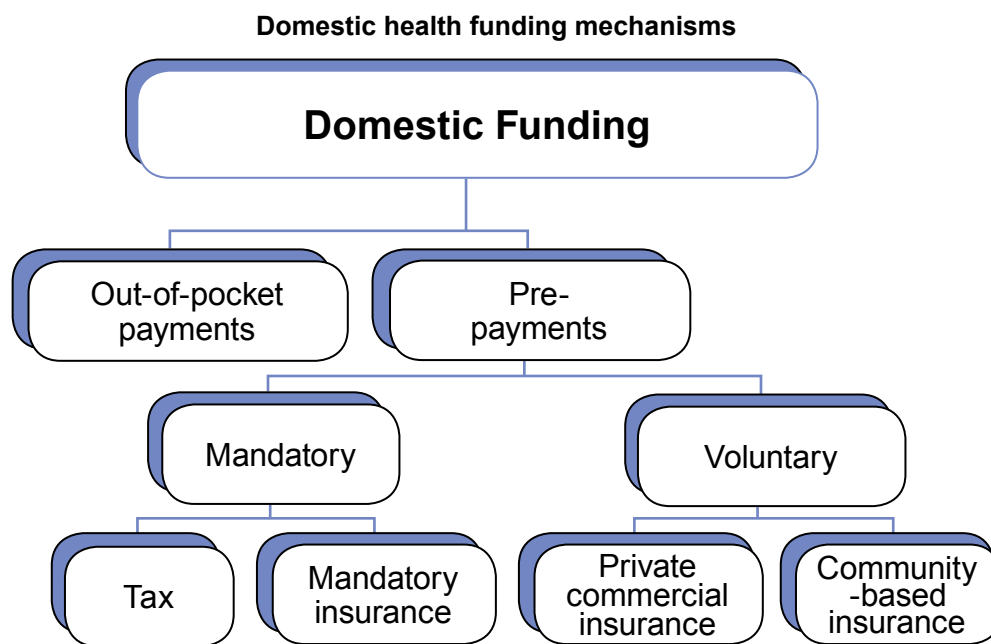 Domestic health funding mechanisms
Domestic Funding
Out-of-pocket
payments
Pre-
payments
Mandatory
Voluntary
Tax
Mandatory
insurance
Private
commercial
insurance
Community
-based
insurance